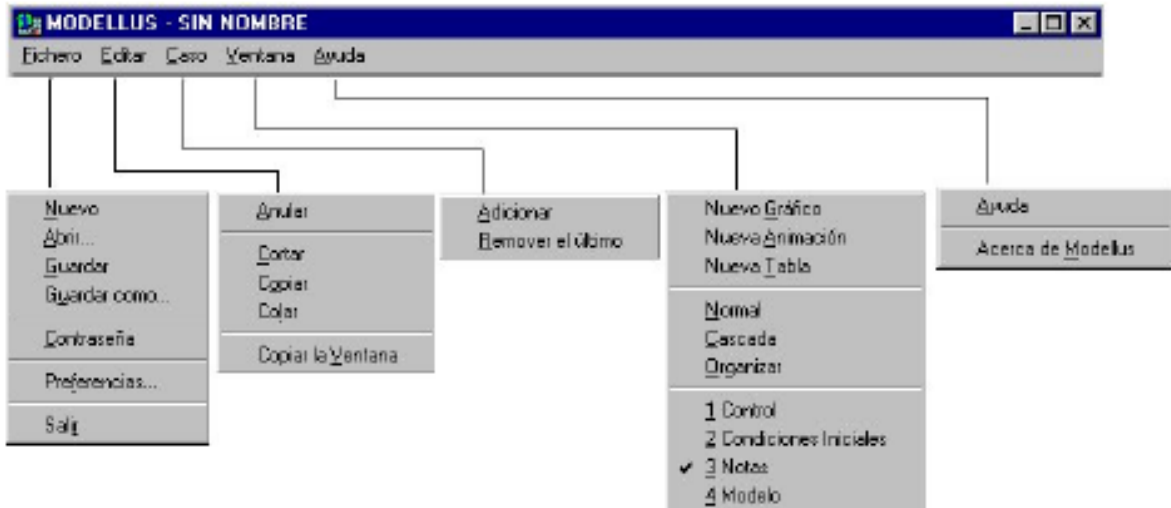 MODELLUS - SIN NOMBRE
Fichero Editar Caso Ventana Ayuda
Nuevo
Abrir...
Guardar
Guardar como...
Contraseña
Preferencias...
Salir
Anular
Cortar
Copiar
Colar
Copiar la Ventana
Adicionar
Remover el último
Nuevo Gráfico
Nueva Animación
Nueva Tabla
Normal
Cascada
Organizar
1 Control
2 Condiciones Iniciales
3 Notas
4 Modelo
Ayuda
Acerca de Modellus